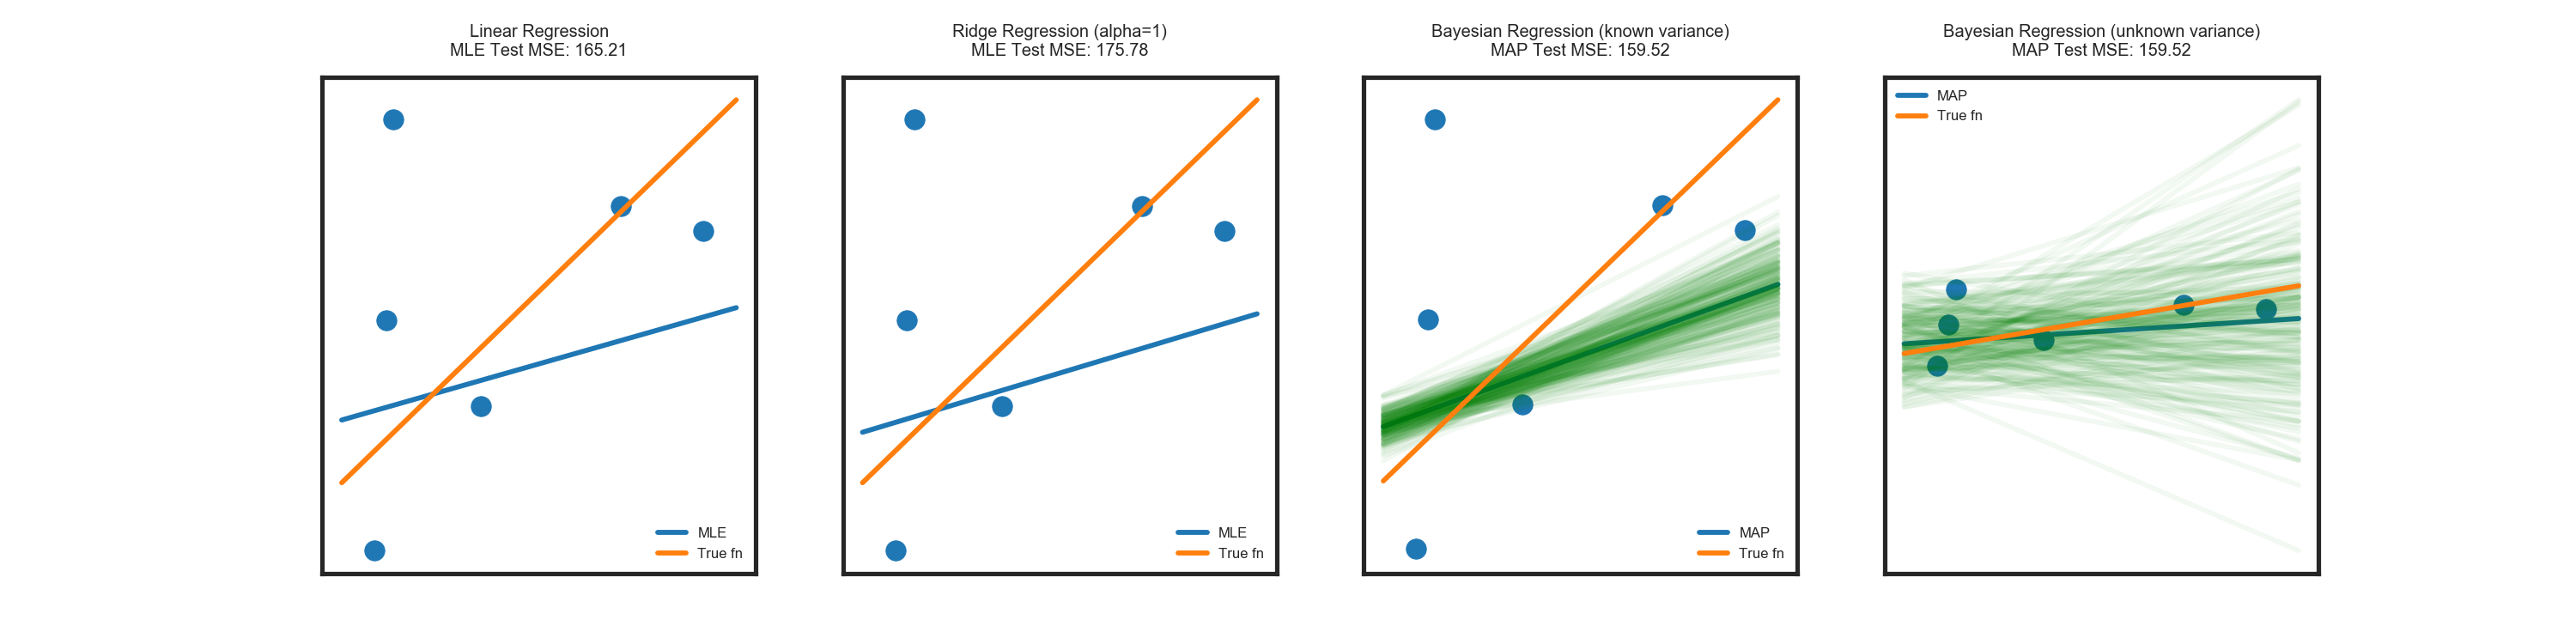 Linear Regression
MLE Test MSE: 165.21
MLE
True fn
Ridge Regression (alpha=1)
MLE Test MSE: 175.78
MLE
True fn
Bayesian Regression (known variance)
MAP Test MSE: 159.52
MAP
True fn
Bayesian Regression (unknown variance)
MAP Test MSE: 159.52
MAP
True fn